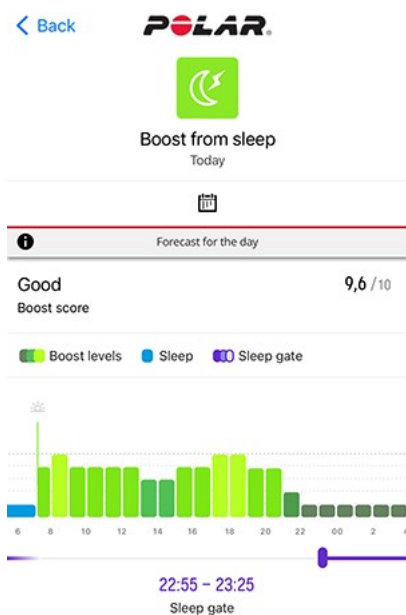 Back
POLAR.
Boost from sleep
Today
Forecast for the day
Good
9,6 /10
Boost score
Boost levels
Sleep
Sleep gate
6 8 10 12 14 16 18 20 22 00 2 4
22:55 – 23:25
Sleep gate